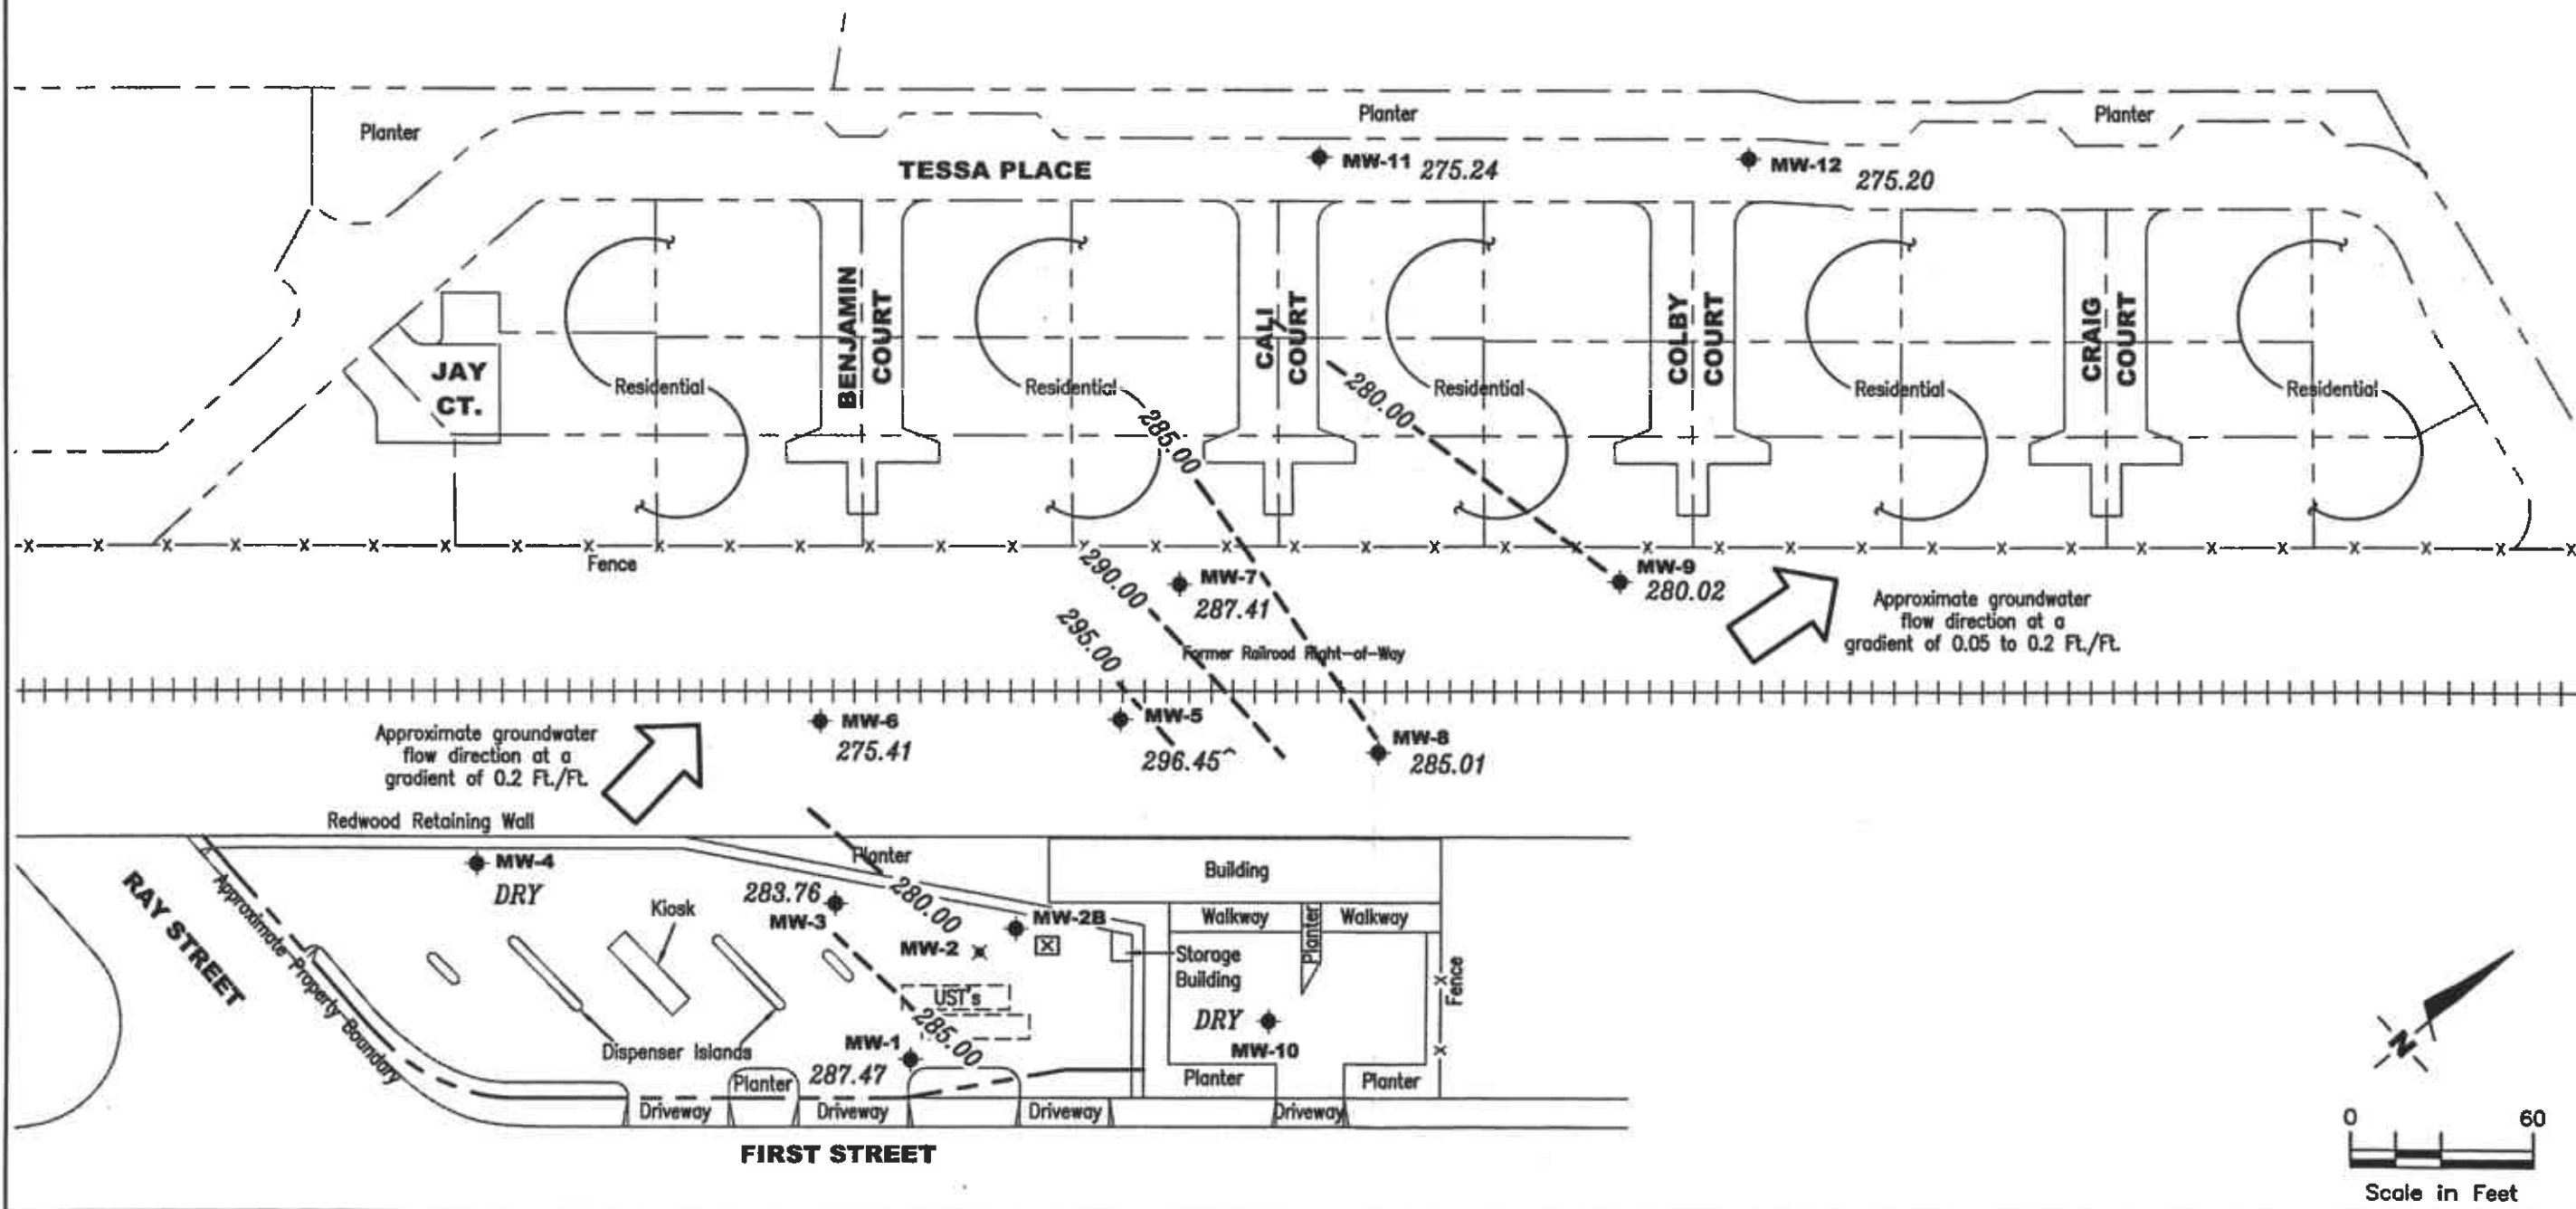 Planter
Planter
Planter
TESSA PLACE
MW-11 275.24
MW-12 275.20
BENJAMIN
COURT
CALI
COURT
COLBY
COURT
CRAIG
COURT
JAY
CT.
Residential
Residential
Residential
Residential
Residential
280.00
285.00
Fence
290.00
295.00
MW-7
287.41
MW-9
280.02
Approximate groundwater
flow direction at a
gradient of 0.05 to 0.2 Ft./Ft.
Former Railroad Right-of-Way
MW-6
275.41
MW-5
296.45^
MW-8
285.01
Approximate groundwater
flow direction at a
gradient of 0.2 Ft./Ft.
Redwood Retaining Wall
RAY STREET
Approximate Property Boundary
MW-4
DRY
Kiosk
Planter
283.76
MW-3
280.00
MW-2B
MW-2
UST's
285.00
MW-1
287.47
Dispenser Islands
Building
Walkway
Walkway
Planter
Storage
Building
DRY
MW-10
Fence
Planter
Planter
Planter
Driveway
Driveway
Driveway
Driveway
FIRST STREET
N
0 60
Scale in Feet